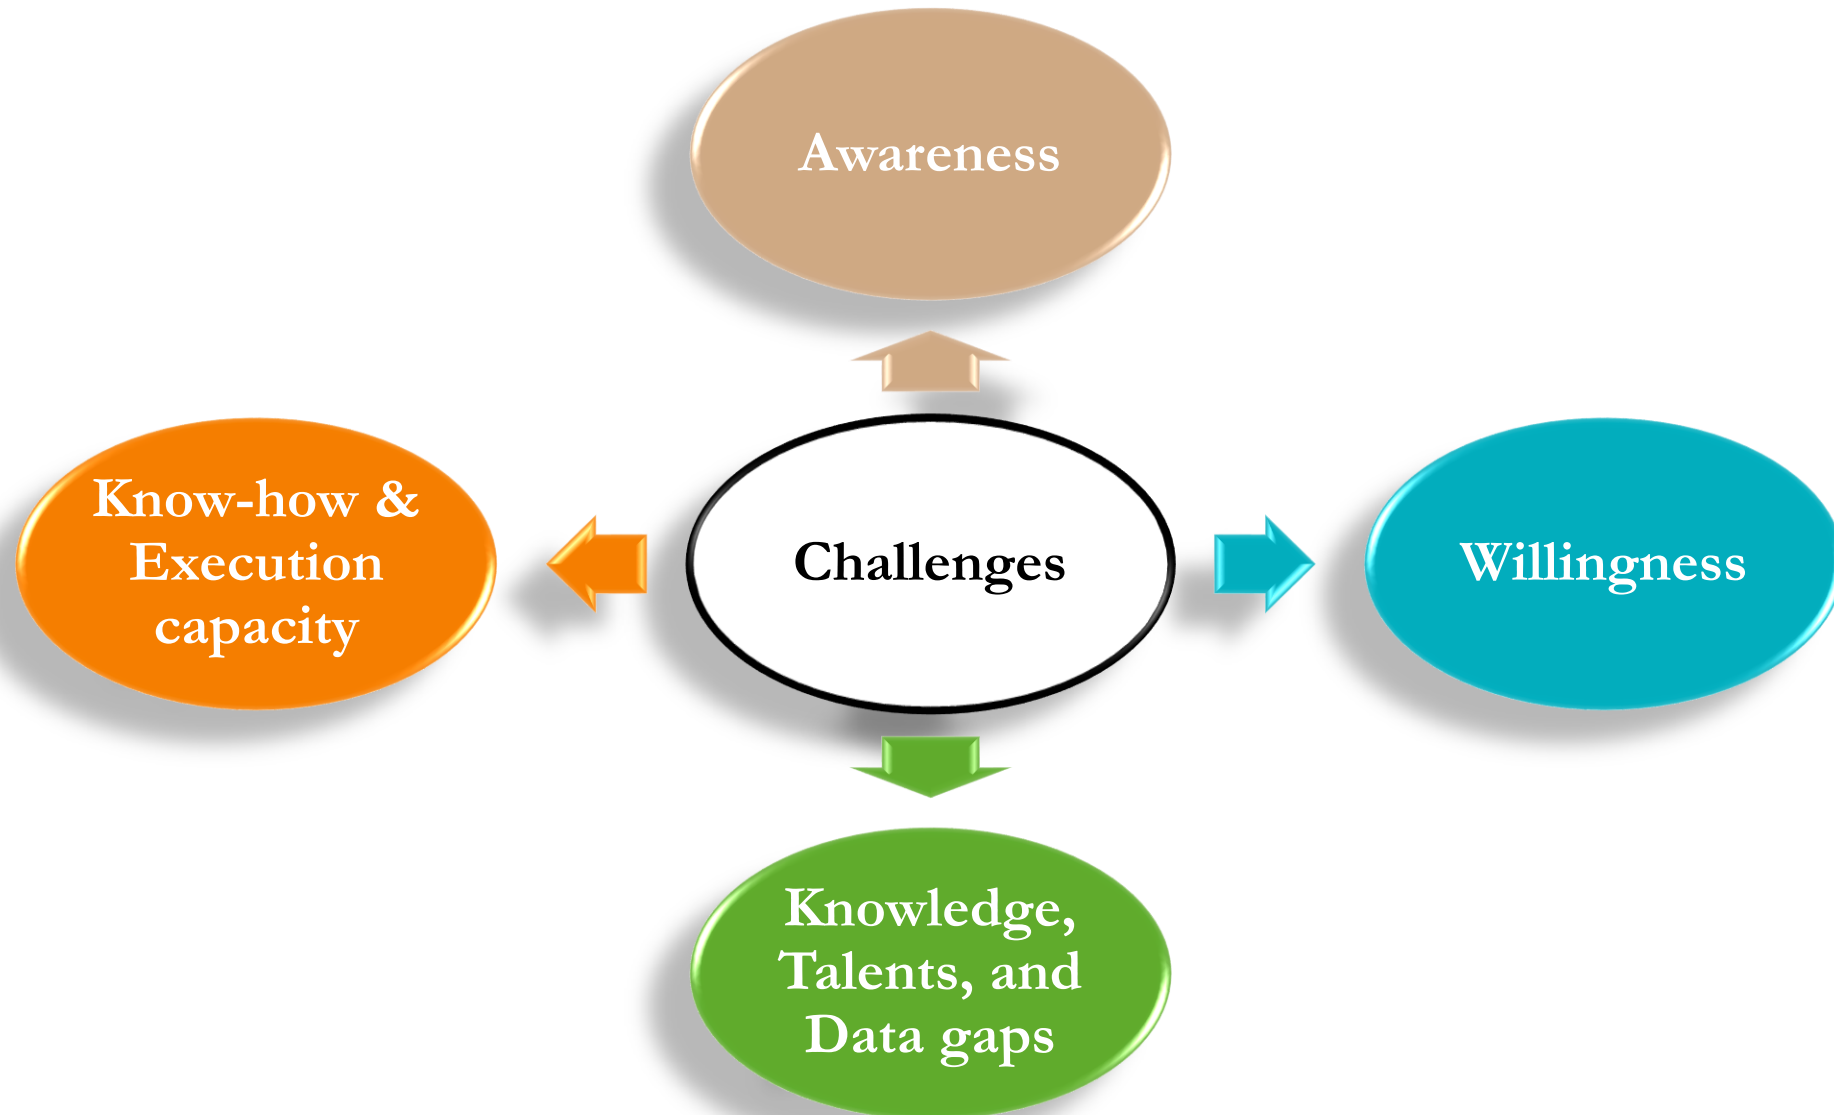 Awareness
Know-how &
Execution
capacity
Challenges
Willingness
Knowledge,
Talents, and
Data gaps